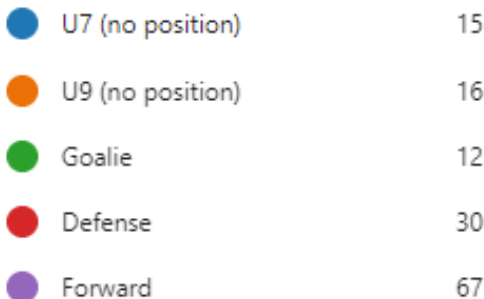 U7 (no position) 15
U9 (no position) 16
Goalie 12
Defense 30
Forward 67